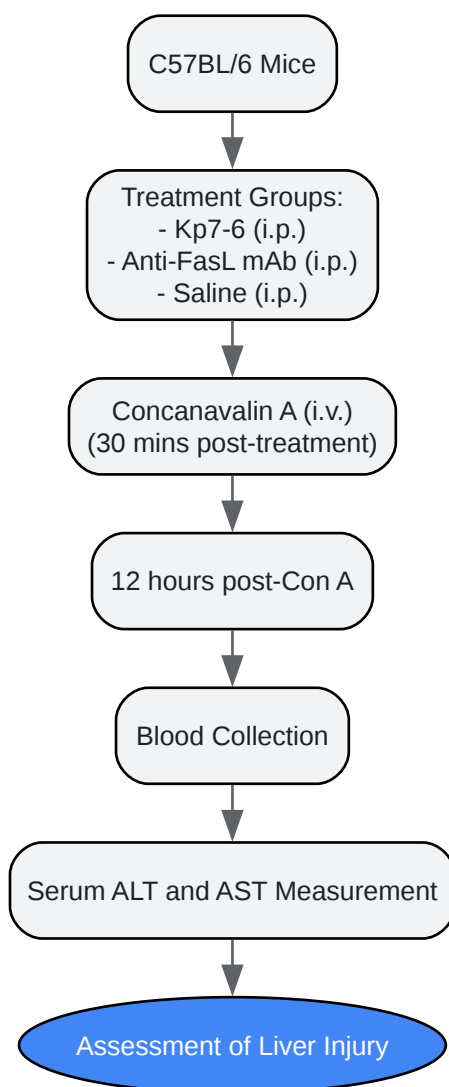 C57BL/6 Mice
Treatment Groups:
- Kp7-6 (i.p.)
- Anti-FasL mAb (i.p.)
- Saline (i.p.)
Concanavalin A (i.v.)
(30 mins post-treatment)
12 hours post-Con A
Blood Collection
Serum ALT and AST Measurement
Assessment of Liver Injury